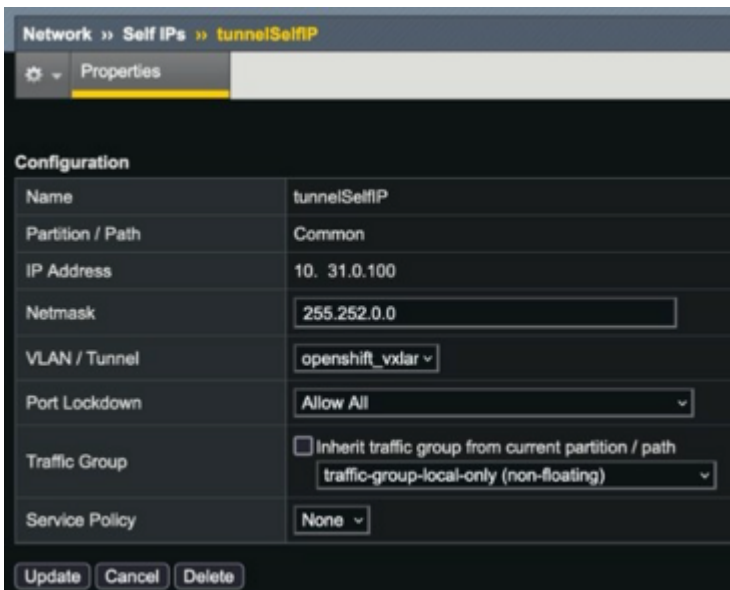 Network » Self IPs » tunnelSelfIP
Properties
Configuration
Name tunnelSelfIP
Partition / Path Common
IP Address 10. 31.0.100
Netmask 255.252.0.0
VLAN / Tunnel openshift_vxlar
Port Lockdown Allow All
Traffic Group Inherit traffic group from current partition / path
traffic-group-local-only (non-floating)
Service Policy None
Update Cancel Delete